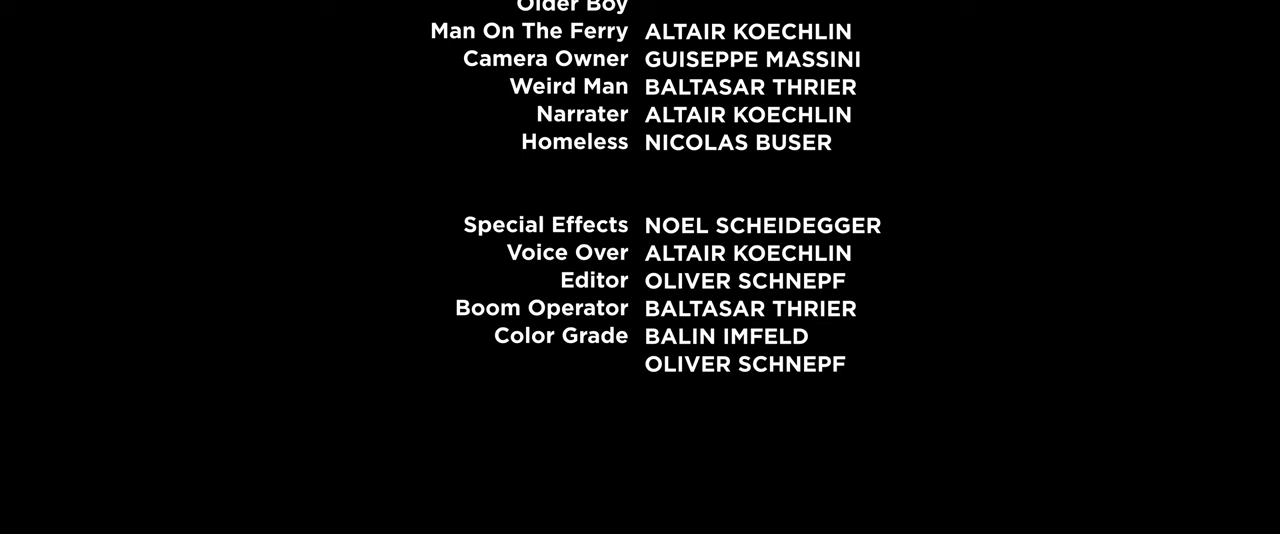 Older Boy
Man On The Ferry ALTAIR KOECHLIN
Camera Owner GUISEPPE MASSINI
Weird Man BALTASAR THRIER
Narrater ALTAIR KOECHLIN
Homeless NICOLAS BUSER
Special Effects NOEL SCHEIDEGGER
Voice Over ALTAIR KOECHLIN
Editor OLIVER SCHNEPF
Boom Operator BALTASAR THRIER
Color Grade BALIN IMFELD
OLIVER SCHNEPF